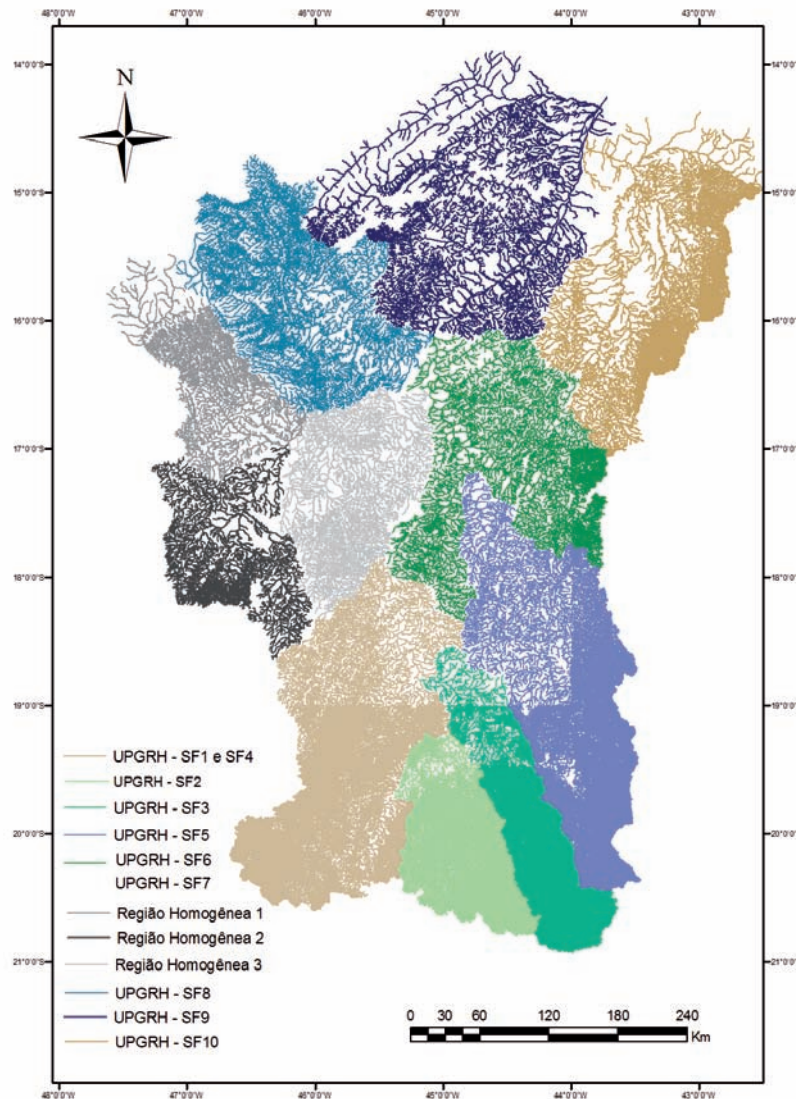 48°0'0"W 47°0'0"W 46°0'0"W 45°0'0"W 44°0'0"W 43°0'0"W
N
14°0'0"S 14°0'0"S
15°0'0"S 15°0'0"S
16°0'0"S 16°0'0"S
17°0'0"S 17°0'0"S
18°0'0"S 18°0'0"S
19°0'0"S 19°0'0"S
20°0'0"S 20°0'0"S
21°0'0"S 21°0'0"S
UPGRH - SF1 e SF4
UPGRH - SF2
UPGRH - SF3
UPGRH - SF5
UPGRH - SF6
UPGRH - SF7
Região Homogênea 1
Região Homogênea 2
Região Homogênea 3
UPGRH - SF8
UPGRH - SF9
UPGRH - SF10
0 30 60 120 180 240
Km
48°0'0"W 47°0'0"W 46°0'0"W 45°0'0"W 44°0'0"W 43°0'0"W